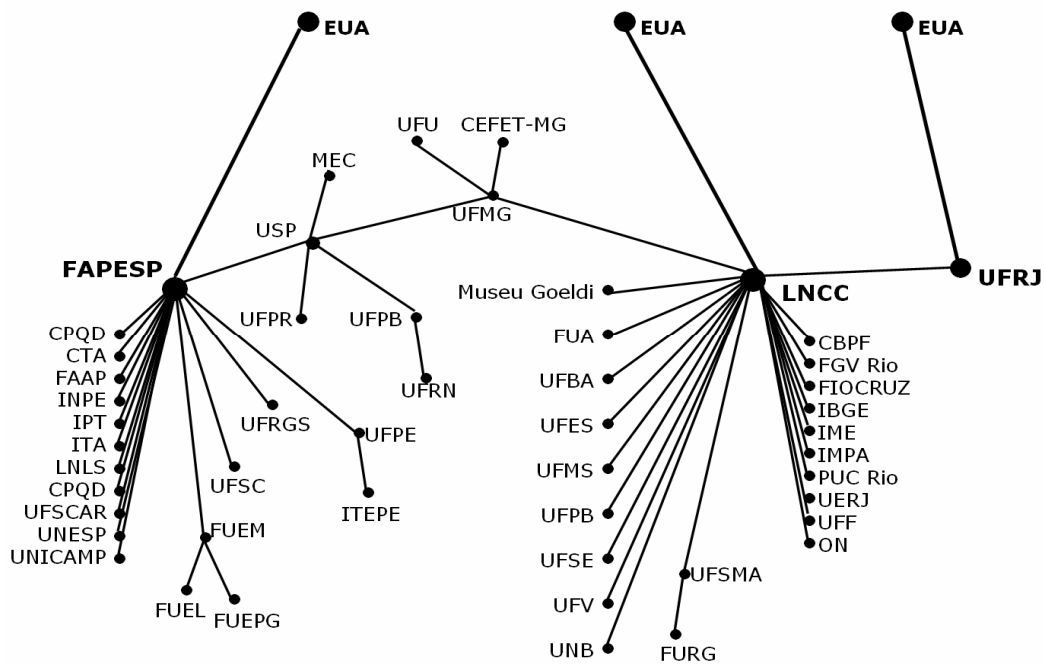 EUA
EUA
EUA
UFU
CEFET-MG
MEC
UFMG
USP
FAPESP
UFRJ
LNCC
Museu Goeldi
UFPR
UFPB
CPQD
CTA
FAAP
INPE
IPT
ITA
LNLS
CPQD
UFSCAR
UNESP
UNICAMP
UFRN
UFRGS
UFPE
UFSC
ITEPE
FUEM
FUEL
FUEPG
FUA
UFBA
UFES
UFMS
UFPB
UFSE
UFV
UNB
UFSMA
FURG
CBPF
FGV Rio
FIOCRUZ
IBGE
IME
IMPA
PUC Rio
UERJ
UFF
ON